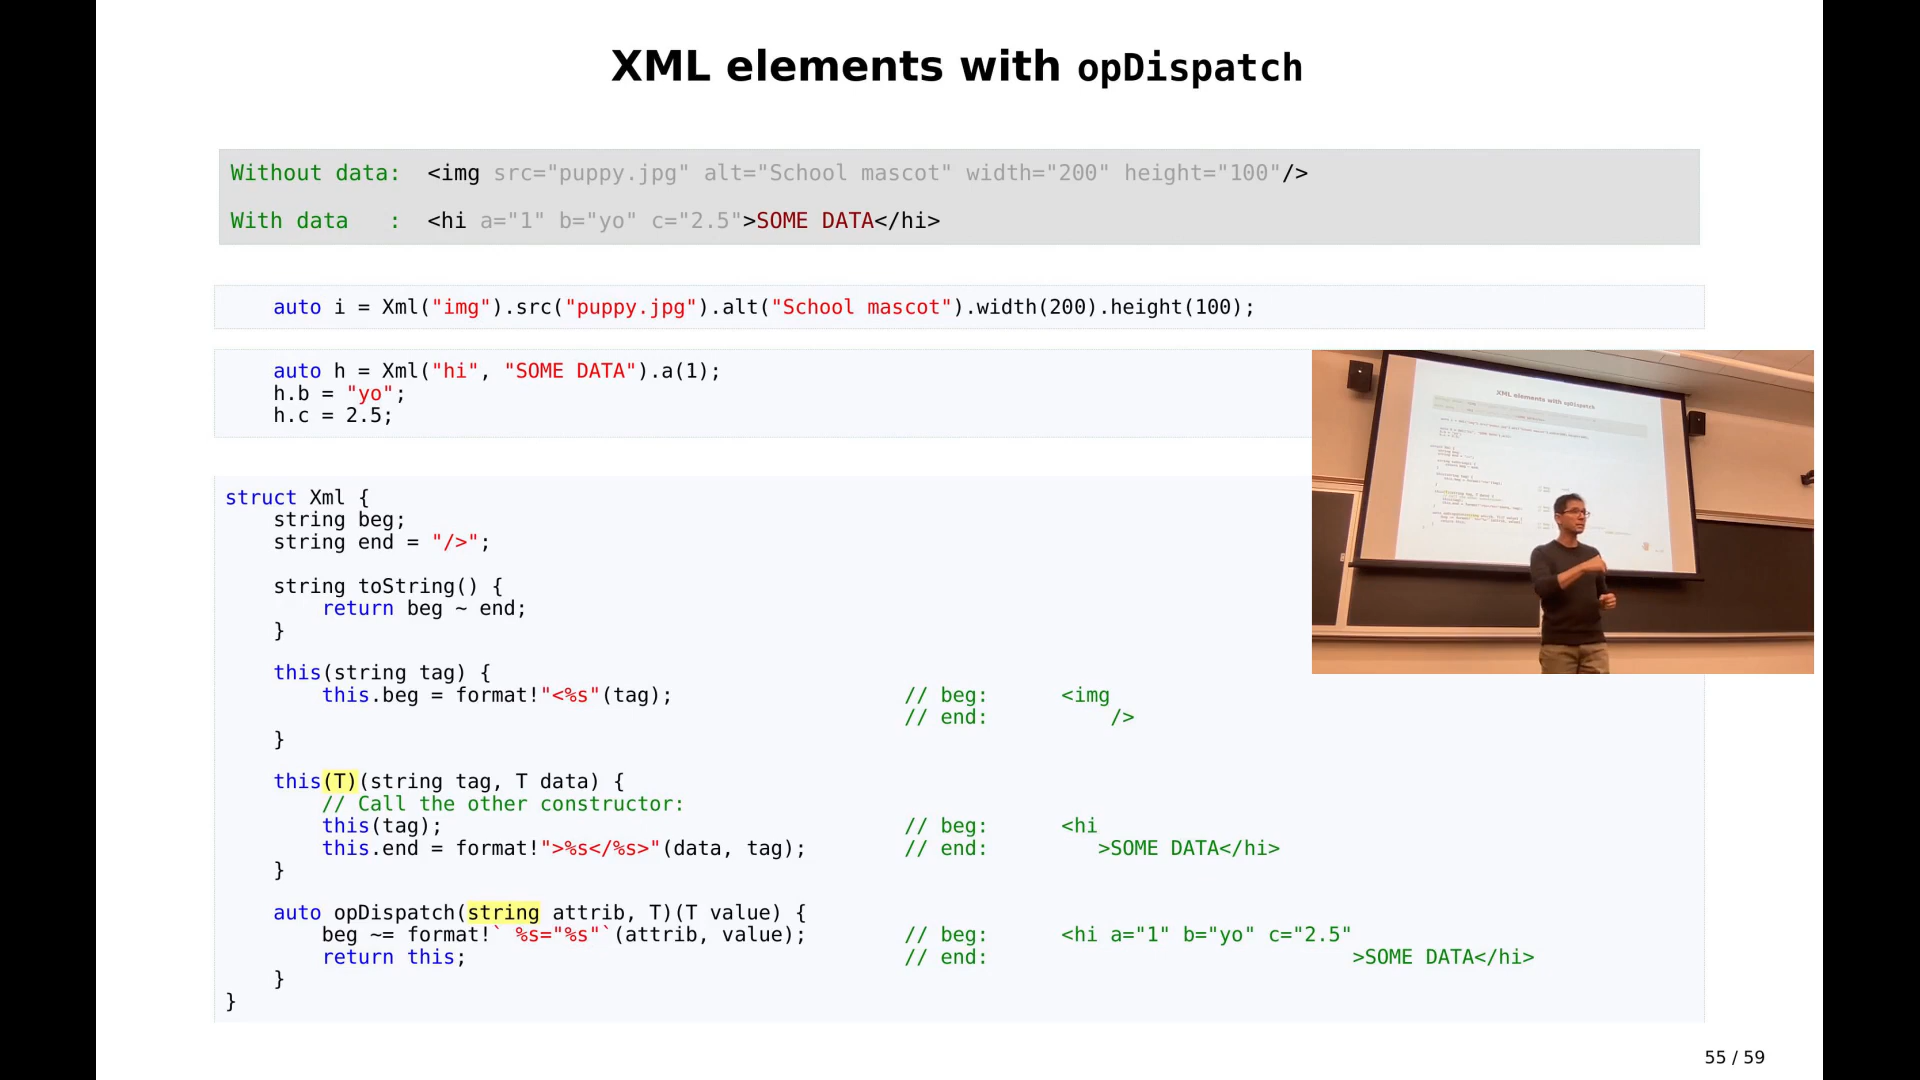 XML elements with opDispatch
Without data:  <img src="puppy.jpg" alt="School mascot" width="200" height="100"/>
With data   :  <hi a="1" b="yo" c="2.5">SOME DATA</hi>
auto i = Xml("img").src("puppy.jpg").alt("School mascot").width(200).height(100);
auto h = Xml("hi", "SOME DATA").a(1);
h.b = "yo";
h.c = 2.5;
struct Xml {
    string beg;
    string end = "/>";
    string toString() {
        return beg ~ end;
    }
    this(string tag) {
        this.beg = format!"<%s"(tag);                   // beg:      <img
                                                        // end:          />
    }
    this(T)(string tag, T data) {
        // Call the other constructor:
        this(tag);                                      // beg:      <hi
        this.end = format!">%s</%s>"(data, tag);        // end:         >SOME DATA</hi>
    }
    auto opDispatch(string attrib, T)(T value) {
        beg ~= format!` %s="%s"`(attrib, value);        // beg:      <hi a="1" b="yo" c="2.5"
        return this;                                    // end:                              >SOME DATA</hi>
    }
}
XML elements with opDispatch
55 / 59